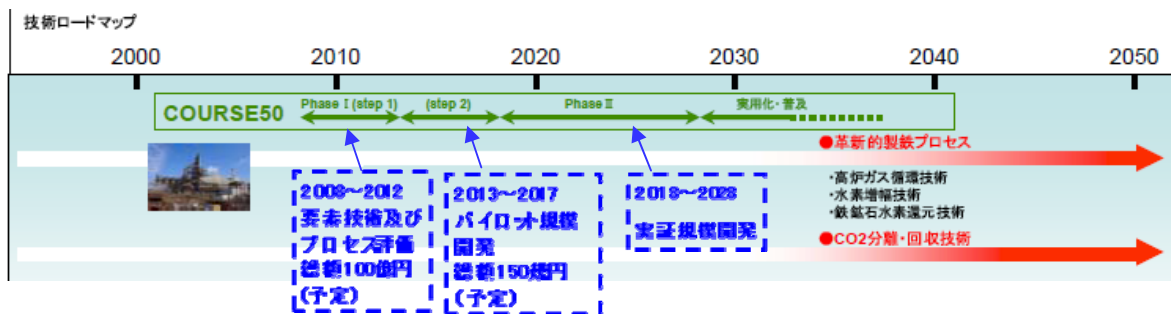 技術ロードマップ
2000 2010 2020 2030 2040 2050
COURSE50
Phase Ⅰ (step 1) (step 2) Phase Ⅱ 実用化・普及
●革新的製鉄プロセス
・高炉ガス循環技術
・水素増幅技術
・鉄鉱石水素還元技術
●CO2分離・回収技術
2008～2012
要素技術及び
プロセス評価
総額100億円
(予定)
2013～2017
パイロット規模
開発
総額150億円
(予定)
2018～2028
実証規模開発